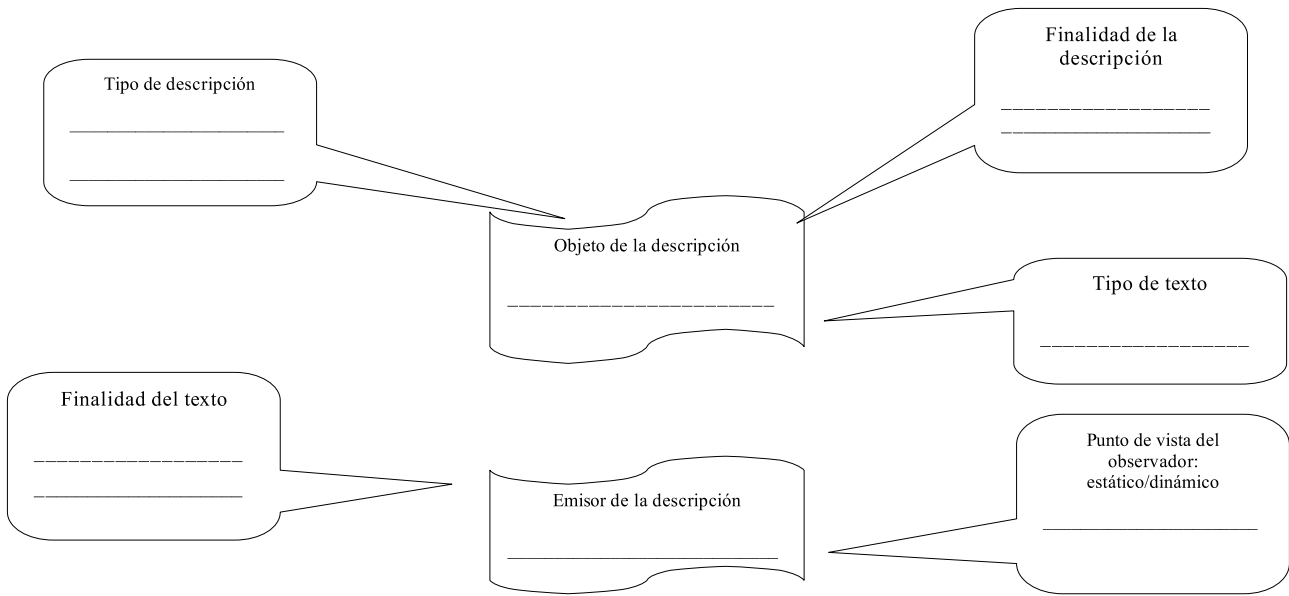 Tipo de descripción
Finalidad de la
descripción
Objeto de la descripción
Tipo de texto
Finalidad del texto
Emisor de la descripción
Punto de vista del
observador:
estático/dinámico